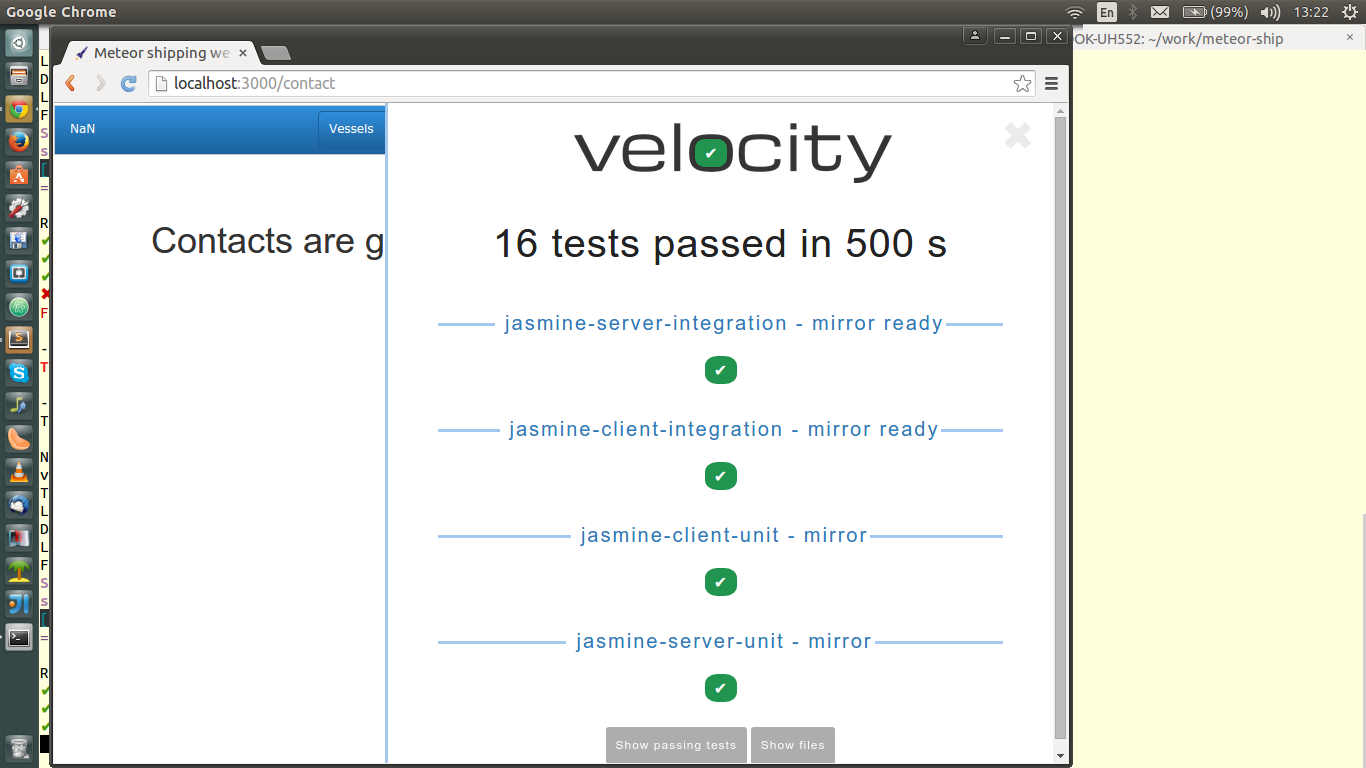 Google Chrome
En
(99%)
13:22
Meteor shipping we
OK-UH552: ~/work/meteor-ship
localhost:3000/contact
NaN
Vessels
Contacts are g
velocity
16 tests passed in 500 s
jasmine-server-integration - mirror ready
jasmine-client-integration - mirror ready
jasmine-client-unit - mirror
jasmine-server-unit - mirror
Show passing tests
Show files
L
D
L
F
S
s
[
=
R
F
-
T
-
T
N
v
T
L
D
L
F
S
s
[
=
R